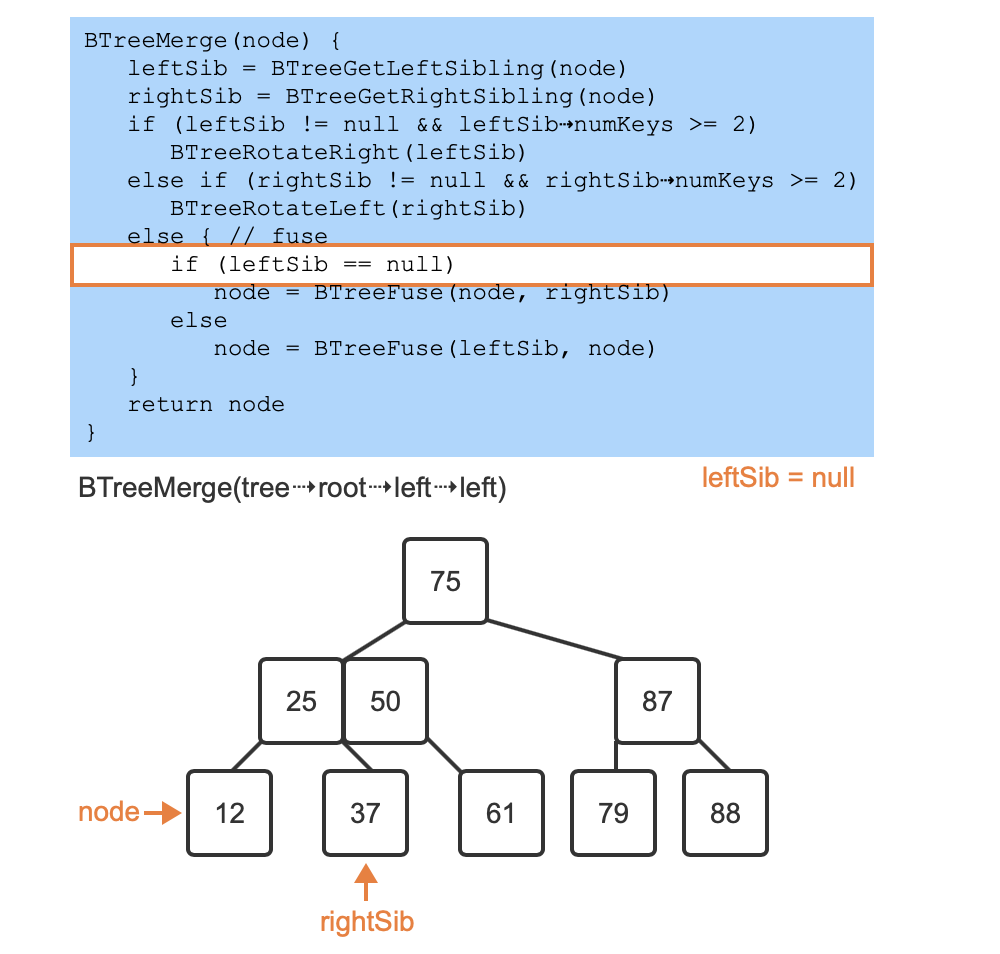 BTreeMerge(node) {
   leftSib = BTreeGetLeftSibling(node)
   rightSib = BTreeGetRightSibling(node)
   if (leftSib != null && leftSib⇢numKeys >= 2)
      BTreeRotateRight(leftSib)
   else if (rightSib != null && rightSib⇢numKeys >= 2)
      BTreeRotateLeft(rightSib)
   else { // fuse
      if (leftSib == null)
         node = BTreeFuse(node, rightSib)
      else
         node = BTreeFuse(leftSib, node)
   }
   return node
}
BTreeMerge(tree⇢root⇢left⇢left)
leftSib = null
75
25 50 87
node 12 37 61 79 88
rightSib